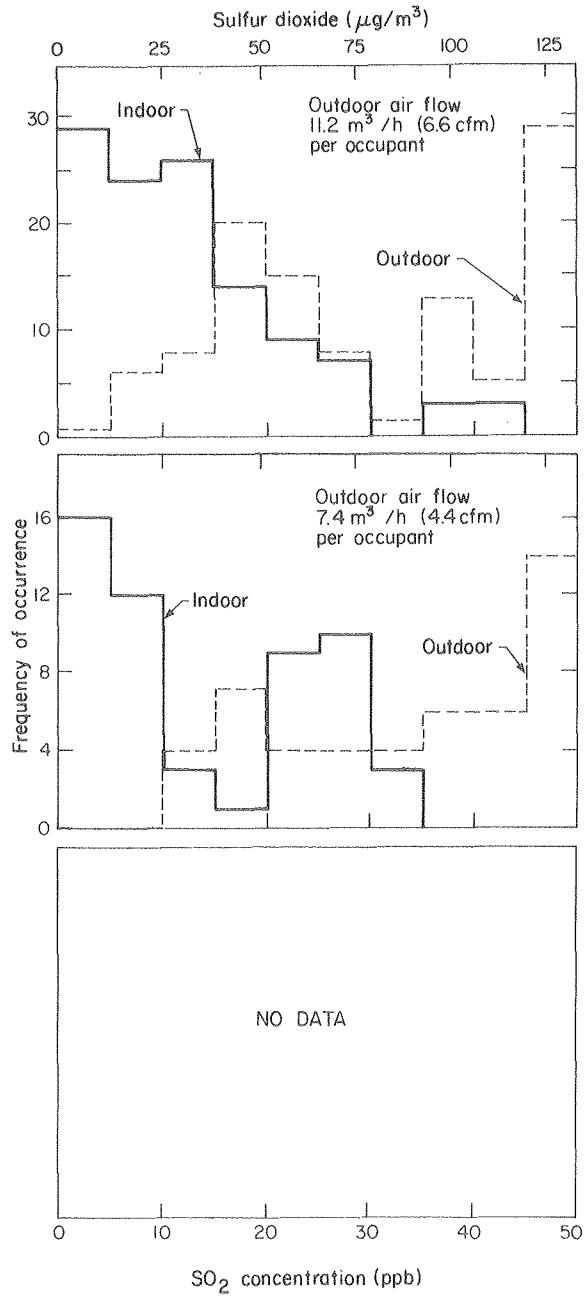 Sulfur dioxide (μg/m³)
0 25 50 75 100 125
30
20
10
0
Indoor
Outdoor air flow
11.2 m³/h (6.6 cfm)
per occupant
Outdoor
Frequency of occurrence
16
12
8
4
0
Outdoor air flow
7.4 m³/h (4.4 cfm)
per occupant
Indoor
Outdoor
NO DATA
0 10 20 30 40 50
SO₂ concentration (ppb)